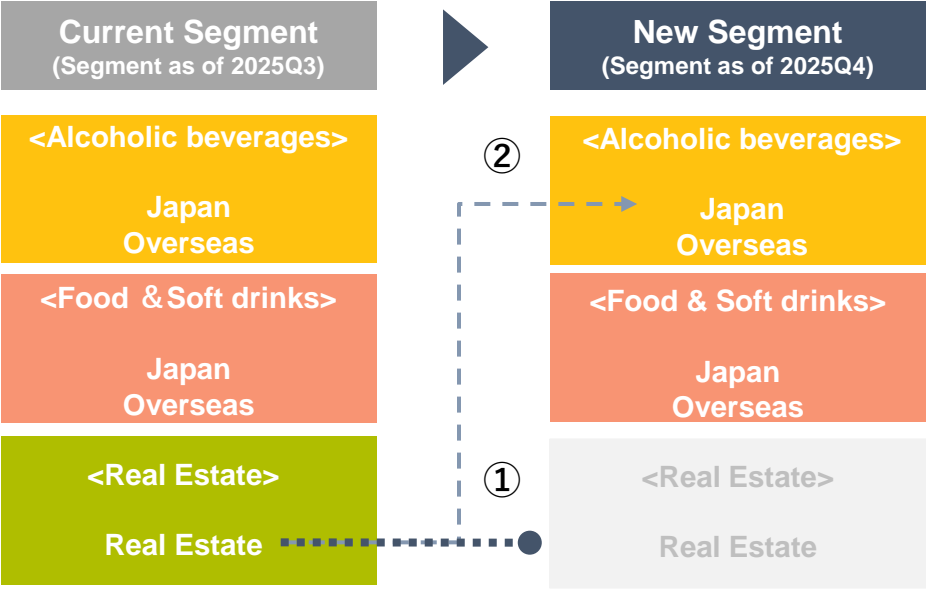 Current Segment
(Segment as of 2025Q3)
New Segment
(Segment as of 2025Q4)
<Alcoholic beverages>
Japan
Overseas
<Food ＆Soft drinks>
Japan
Overseas
<Real Estate>
Real Estate
②
①
<Alcoholic beverages>
Japan
Overseas
<Food & Soft drinks>
Japan
Overseas
<Real Estate>
Real Estate